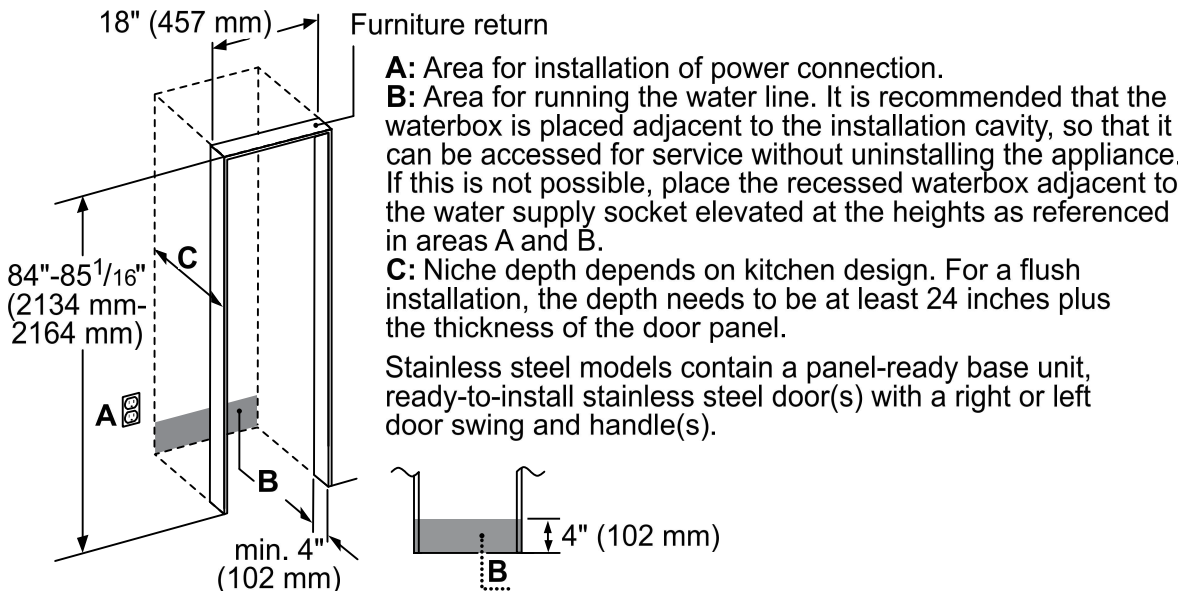 18" (457 mm)
Furniture return
A: Area for installation of power connection.
B: Area for running the water line. It is recommended that the
waterbox is placed adjacent to the installation cavity, so that it
can be accessed for service without uninstalling the appliance.
If this is not possible, place the recessed waterbox adjacent to
the water supply socket elevated at the heights as referenced
in areas A and B.
C: Niche depth depends on kitchen design. For a flush
installation, the depth needs to be at least 24 inches plus
the thickness of the door panel.
Stainless steel models contain a panel-ready base unit,
ready-to-install stainless steel door(s) with a right or left
door swing and handle(s).
C
84"-85 1/16"
(2134 mm-
2164 mm)
A
B
min. 4"
(102 mm)
4" (102 mm)
B